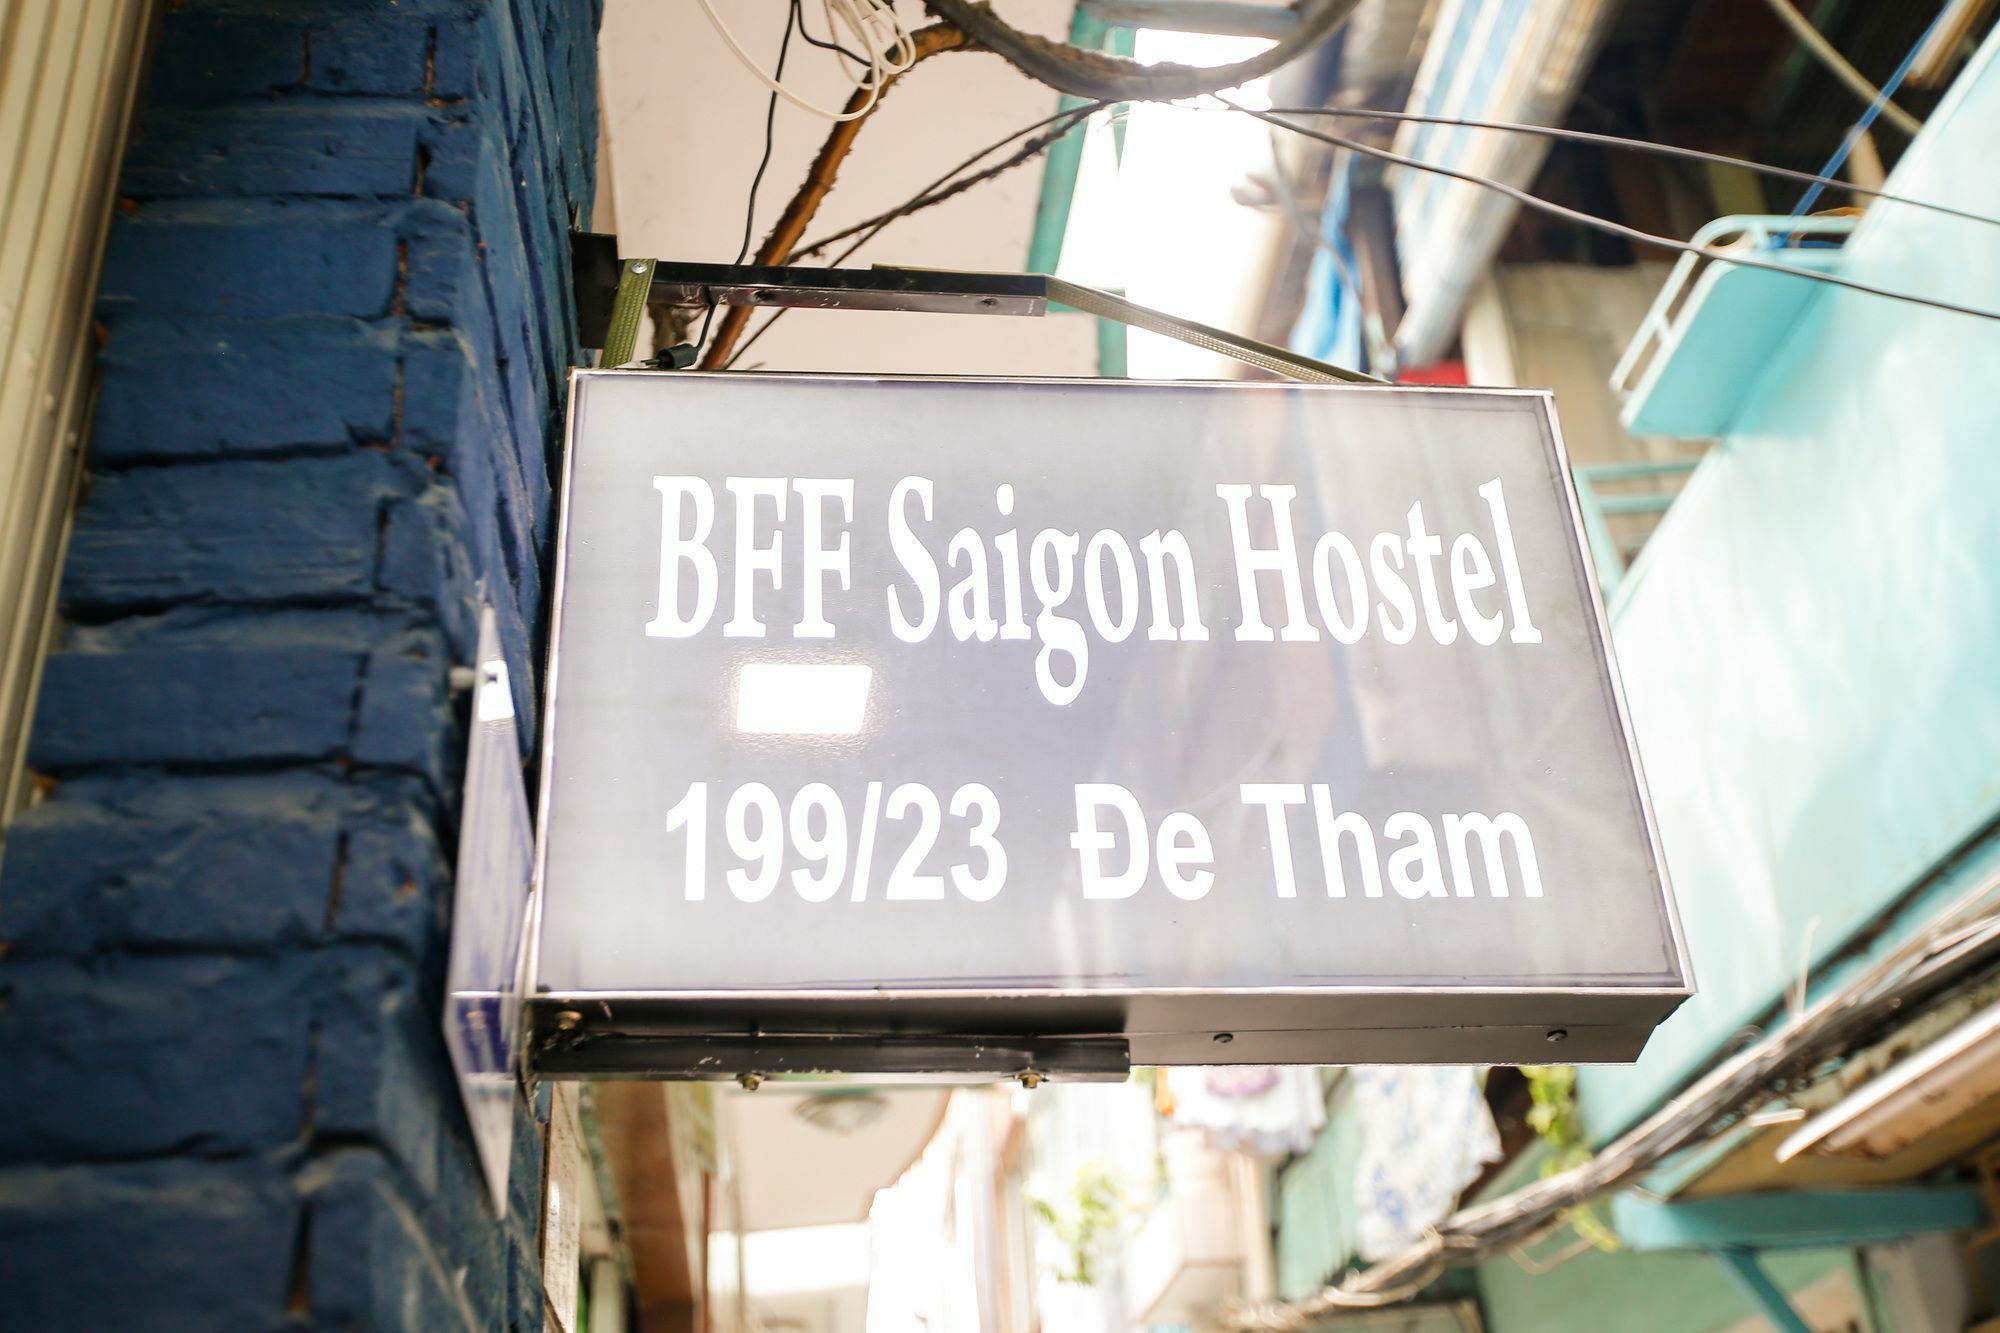 BFF Saigon Hostel
199/23 Đe Tham